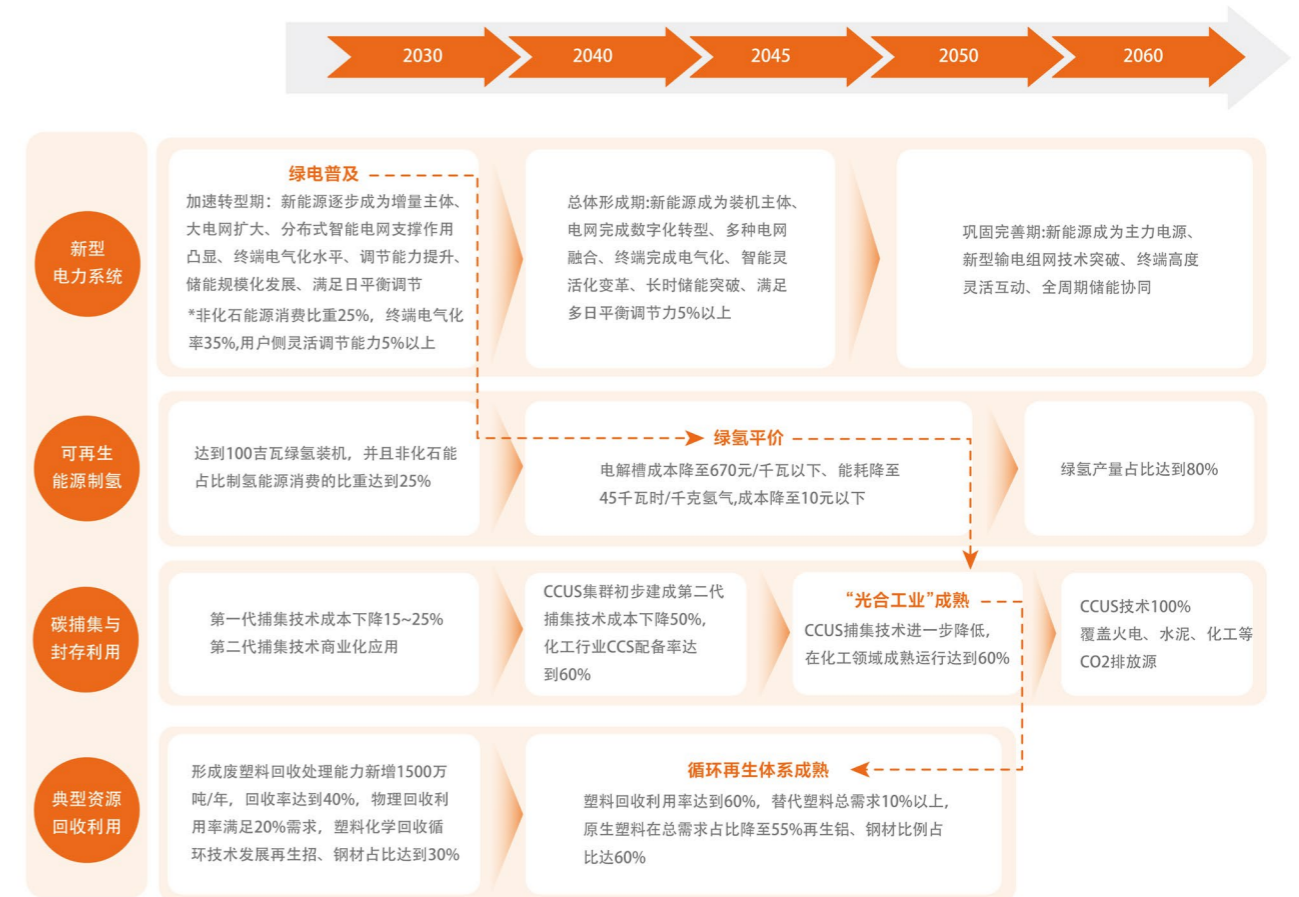 2030
2040
2045
2050
2060
新型
电力系统
绿电普及
加速转型期：新能源逐步成为增量主体、
大电网扩大、分布式智能电网支撑作用
凸显、终端电气化水平、调节能力提升、
储能规模化发展、满足日平衡调节
*非化石能源消费比重25%，终端电气化
率35%,用户侧灵活调节能力5%以上
总体形成期:新能源成为装机主体、
电网完成数字化转型、多种电网
融合、终端完成电气化、智能灵
活化变革、长时储能突破、满足
多日平衡调节力5%以上
巩固完善期:新能源成为主力电源、
新型输电组网技术突破、终端高度
灵活互动、全周期储能协同
可再生
能源制氢
达到100吉瓦绿氢装机，并且非化石能
占比制氢能源消费的比重达到25%
绿氢平价
电解槽成本降至670元/千瓦以下、能耗降至
45千瓦时/千克氢气,成本降至10元以下
绿氢产量占比达到80%
碳捕集与
封存利用
第一代捕集技术成本下降15~25%
第二代捕集技术商业化应用
CCUS集群初步建成第二代
捕集技术成本下降50%,
化工行业CCS配备率达
到60%
“光合工业”成熟
CCUS捕集技术进一步降低,
在化工领域成熟运行达到60%
CCUS技术100%
覆盖火电、水泥、化工等
CO2排放源
典型资源
回收利用
形成废塑料回收处理能力新增1500万
吨/年，回收率达到40%，物理回收利
用率满足20%需求，塑料化学回收循
环技术发展再生招、钢材占比达到30%
循环再生体系成熟
塑料回收利用率达到60%，替代塑料总需求10%以上，
原生塑料在总需求占比降至55%再生铝、钢材比例占
比达60%